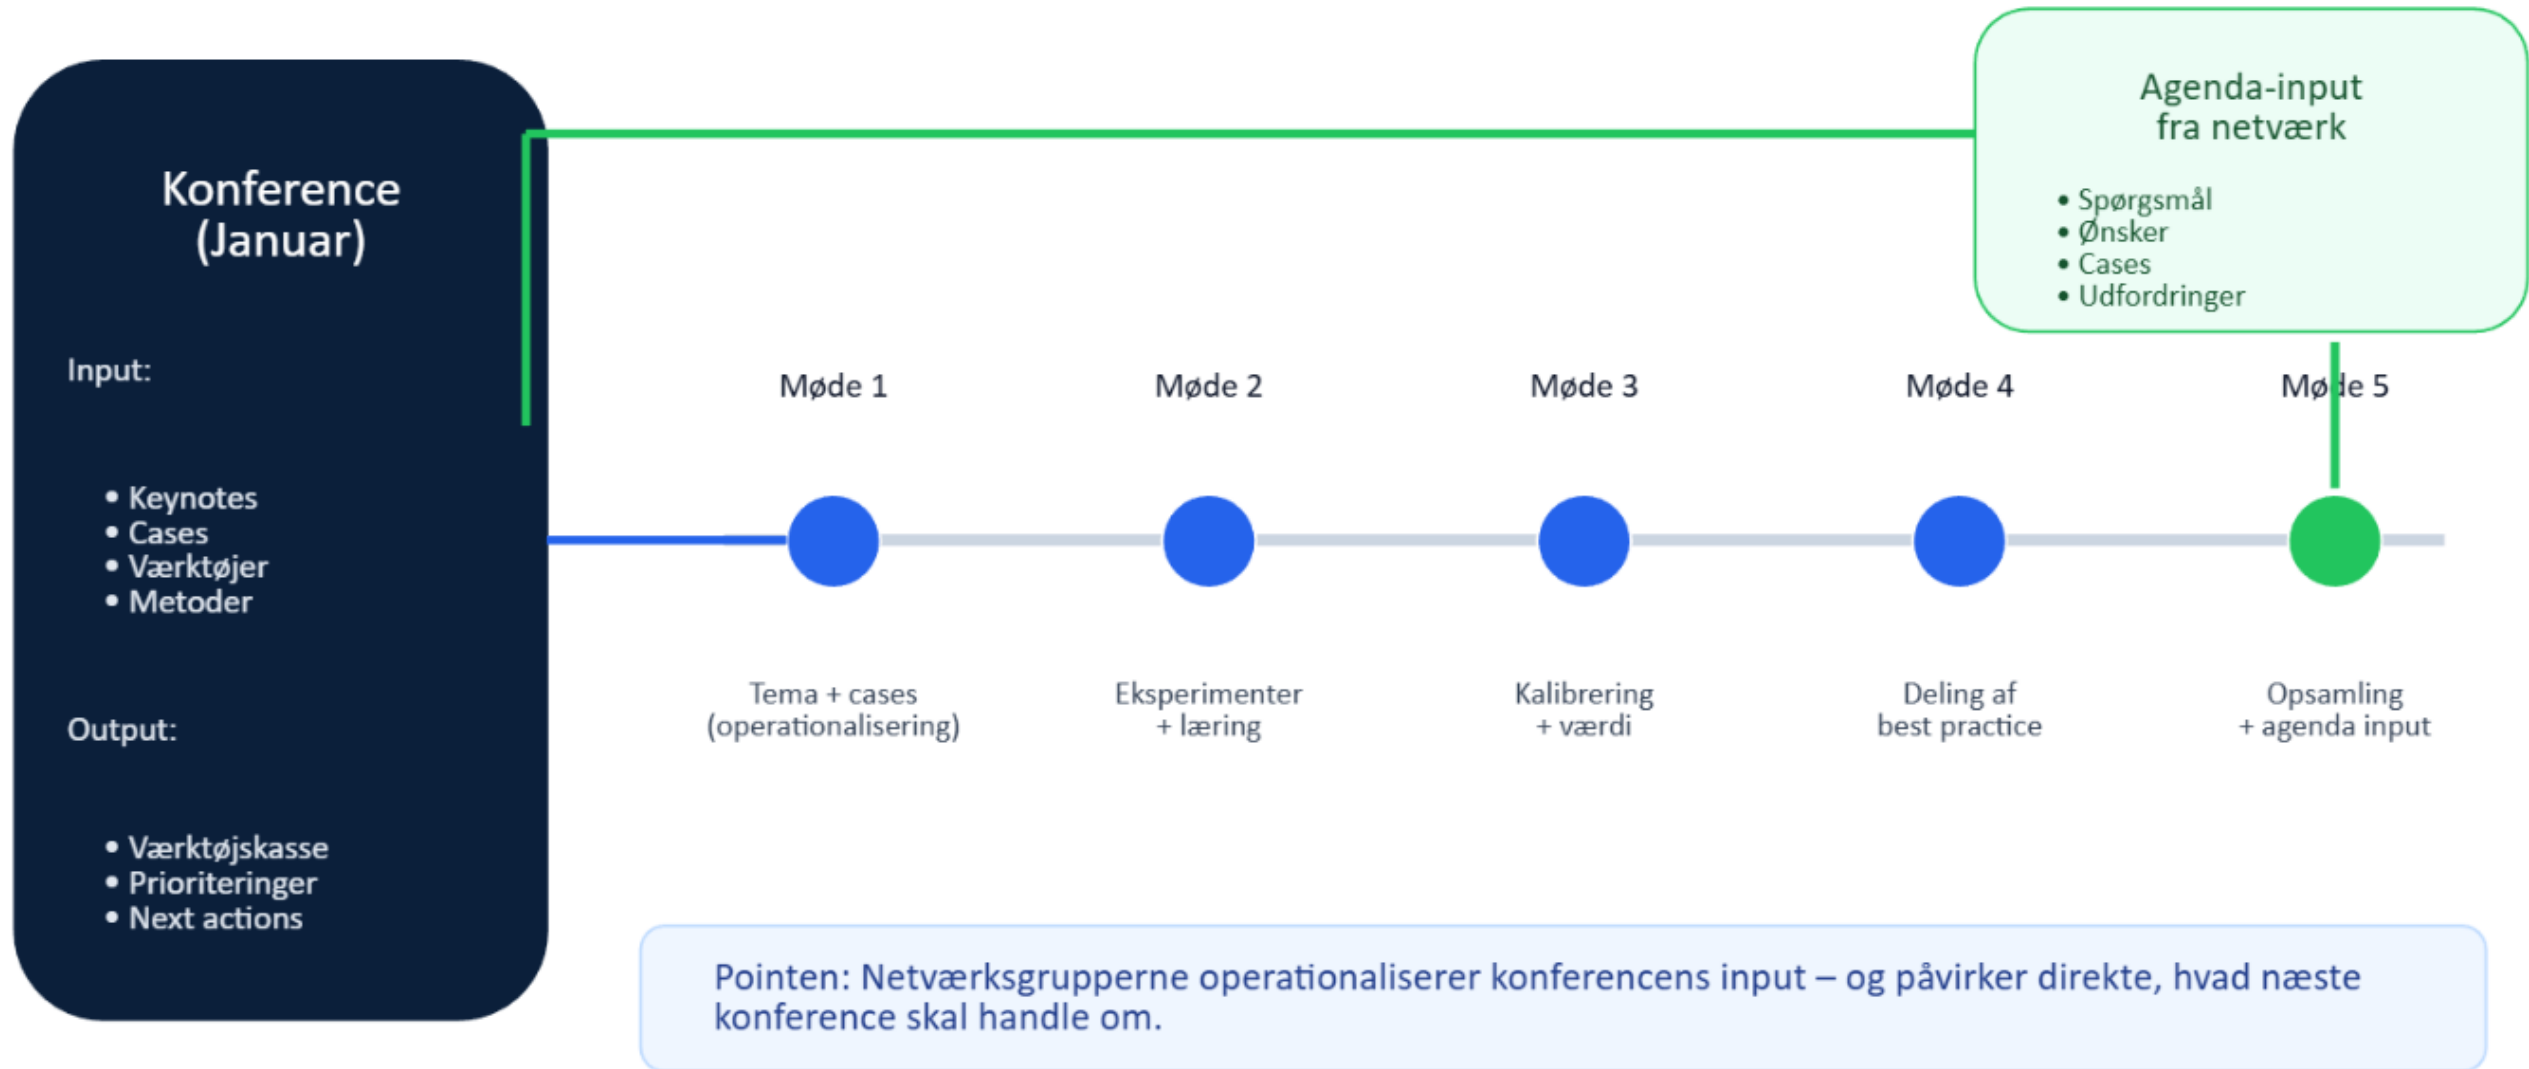 Konference
(Januar)
Input:
• Keynotes
• Cases
• Værktøjer
• Metoder
Output:
• Værktøjskasse
• Prioriteringer
• Next actions
Agenda-input
fra netværk
• Spørgsmål
• Ønsker
• Cases
• Udfordringer
Møde 1
Møde 2
Møde 3
Møde 4
Møde 5
Tema + cases
(operationalisering)
Eksperimenter
+ læring
Kalibrering
+ værdi
Deling af
best practice
Opsamling
+ agenda input
Pointen: Netværksgrupperne operationaliserer konferencens input – og påvirker direkte, hvad næste
konference skal handle om.